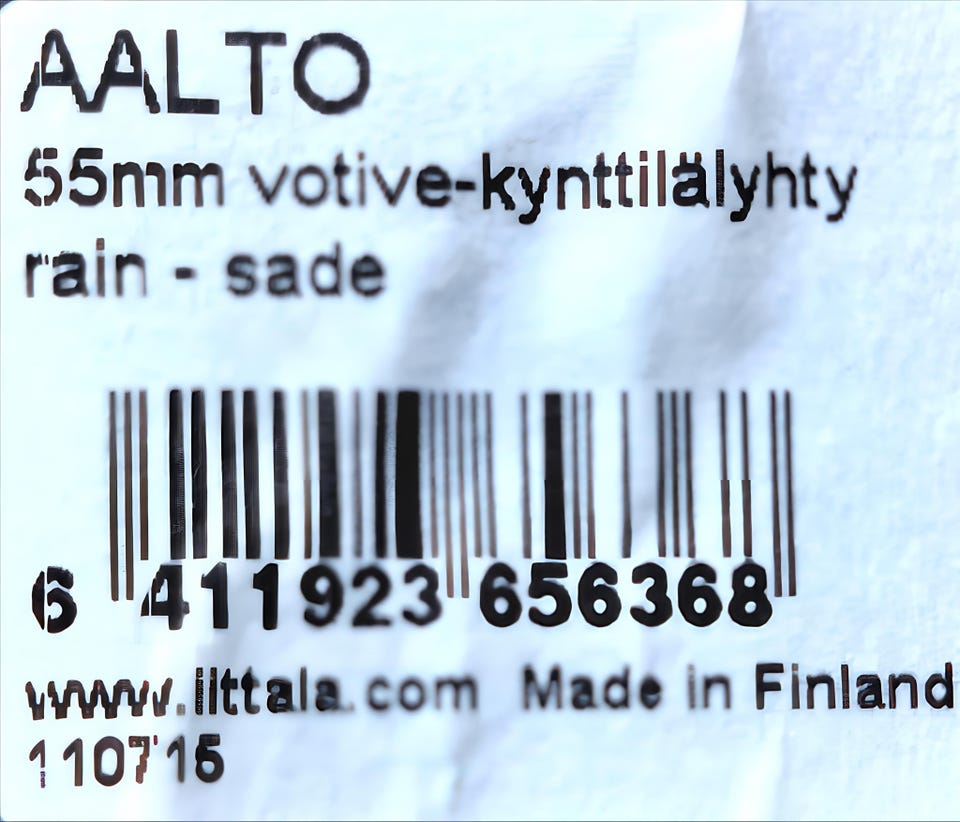 AALTO
55mm votive-kynttilälyhty
rain - sade
6 411923 656368
www.iittala.com Made in Finland
110715